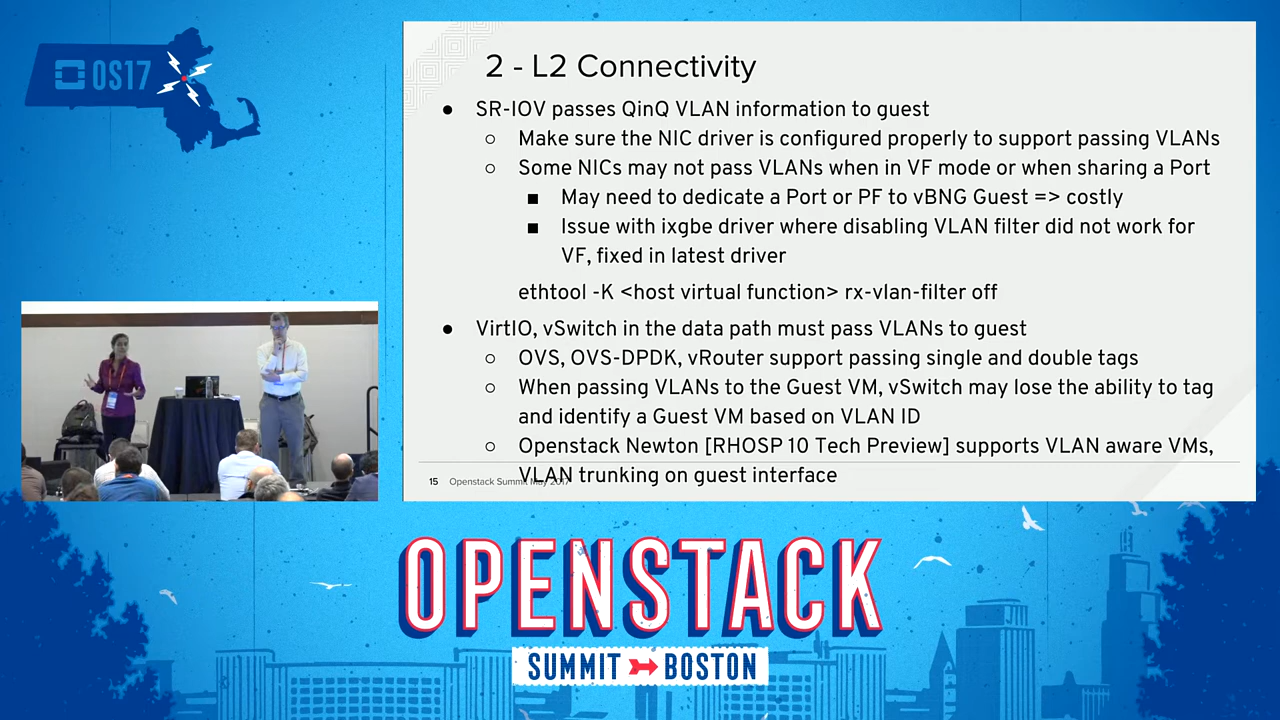 OS17
2 - L2 Connectivity
● SR-IOV passes QinQ VLAN information to guest
○ Make sure the NIC driver is configured properly to support passing VLANs
○ Some NICs may not pass VLANs when in VF mode or when sharing a Port
■ May need to dedicate a Port or PF to vBNG Guest => costly
■ Issue with ixgbe driver where disabling VLAN filter did not work for
VF, fixed in latest driver
ethtool -K <host virtual function> rx-vlan-filter off
● VirtIO, vSwitch in the data path must pass VLANs to guest
○ OVS, OVS-DPDK, vRouter support passing single and double tags
○ When passing VLANs to the Guest VM, vSwitch may lose the ability to tag
and identify a Guest VM based on VLAN ID
○ Openstack Newton [RHOSP 10 Tech Preview] supports VLAN aware VMs,
VLAN trunking on guest interface
15 Openstack Summit May 2017
OPENSTACK
SUMMIT BOSTON